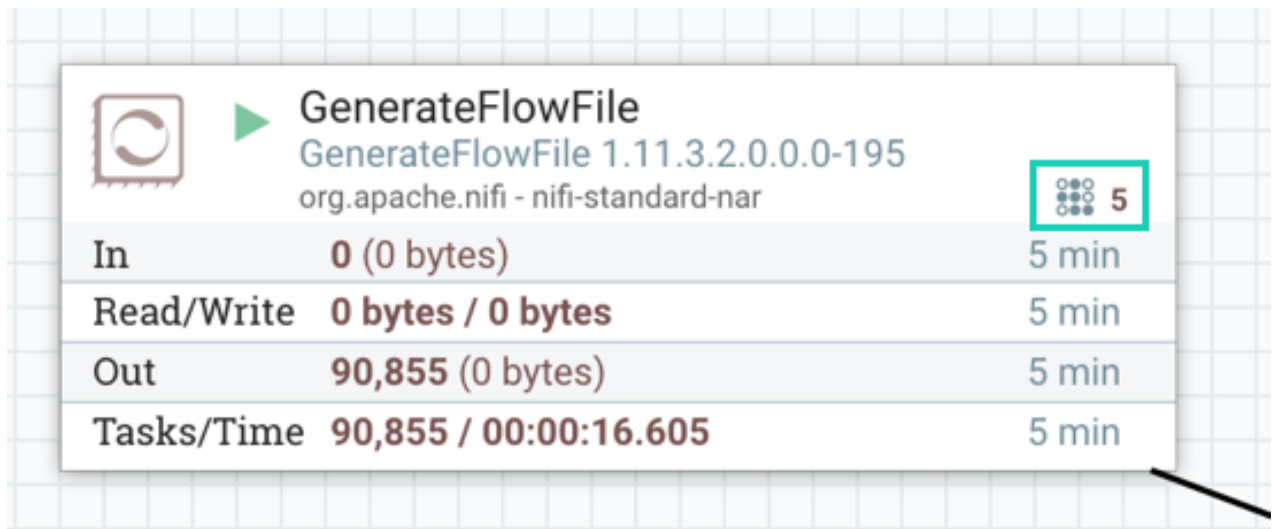 GenerateFlowFile
GenerateFlowFile 1.11.3.2.0.0.0-195
org.apache.nifi - nifi-standard-nar
5
In 0 (0 bytes) 5 min
Read/Write 0 bytes / 0 bytes 5 min
Out 90,855 (0 bytes) 5 min
Tasks/Time 90,855 / 00:00:16.605 5 min